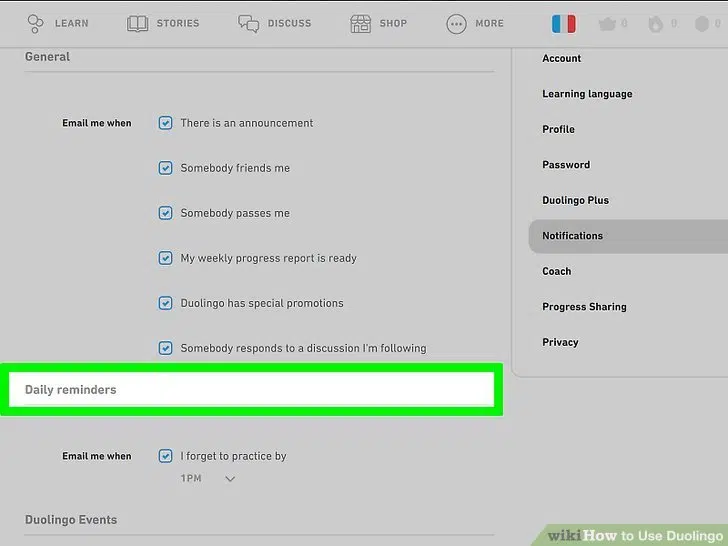 LEARN STORIES DISCUSS SHOP MORE 0 0 0
General
Email me when There is an announcement
Somebody friends me
Somebody passes me
My weekly progress report is ready
Duolingo has special promotions
Somebody responds to a discussion I'm following
Daily reminders
Email me when I forget to practice by
1PM
Duolingo Events
Account
Learning language
Profile
Password
Duolingo Plus
Notifications
Coach
Progress Sharing
Privacy
wikiHow to Use Duolingo